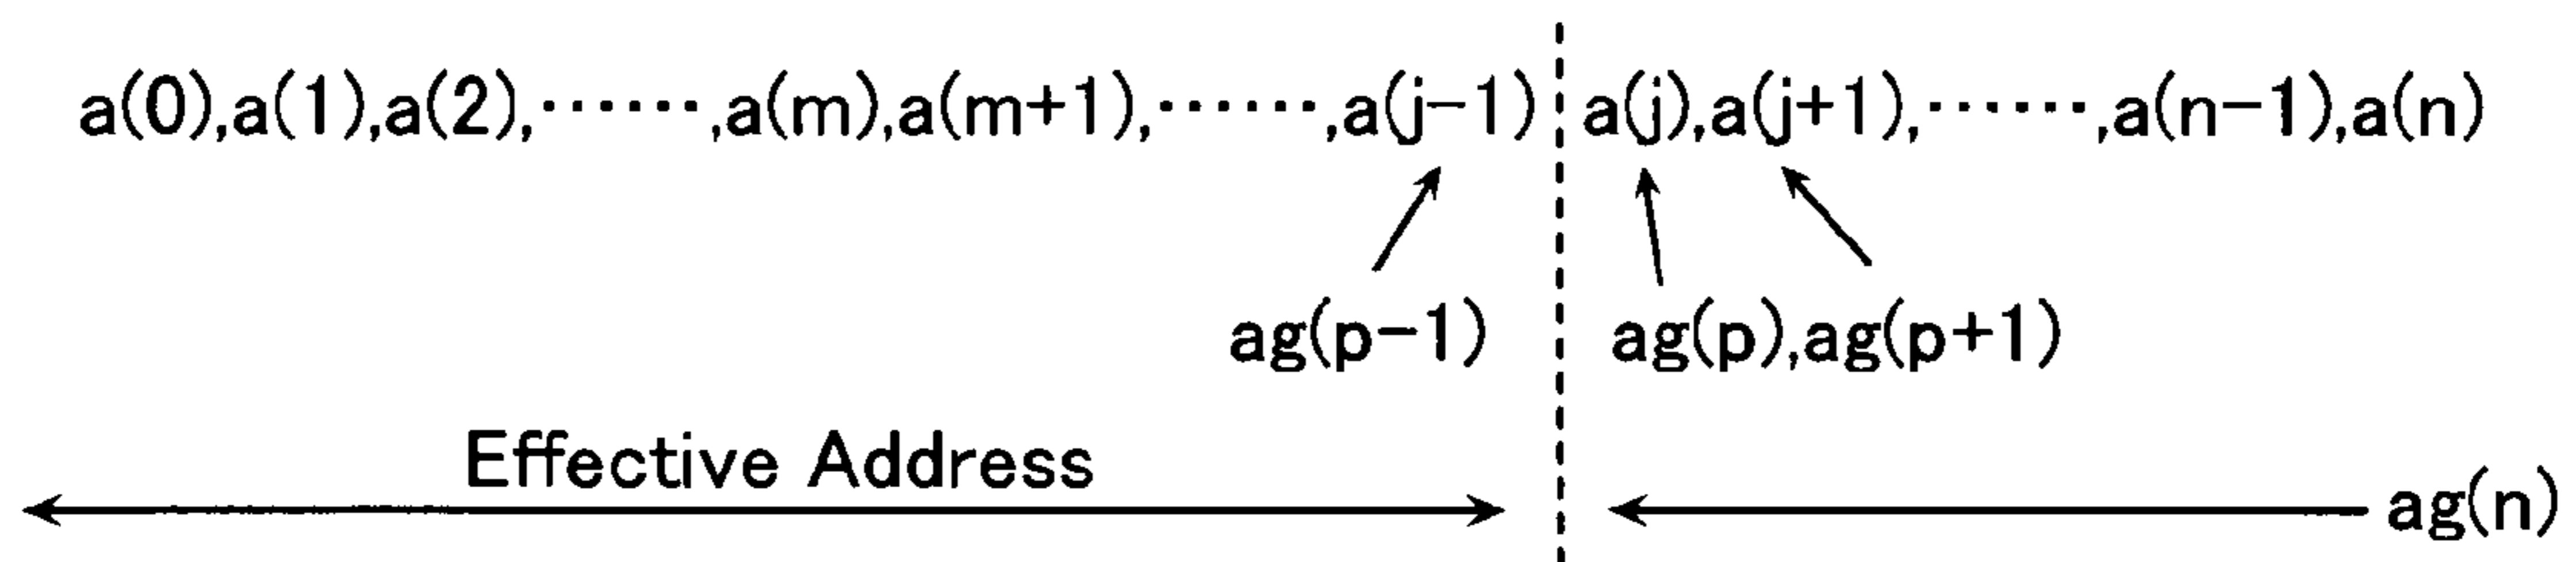 a(0),a(1),a(2),······,a(m),a(m+1),······,a(j-1) a(j),a(j+1),······,a(n-1),a(n)
ag(p-1) ag(p),ag(p+1)
Effective Address
ag(n)